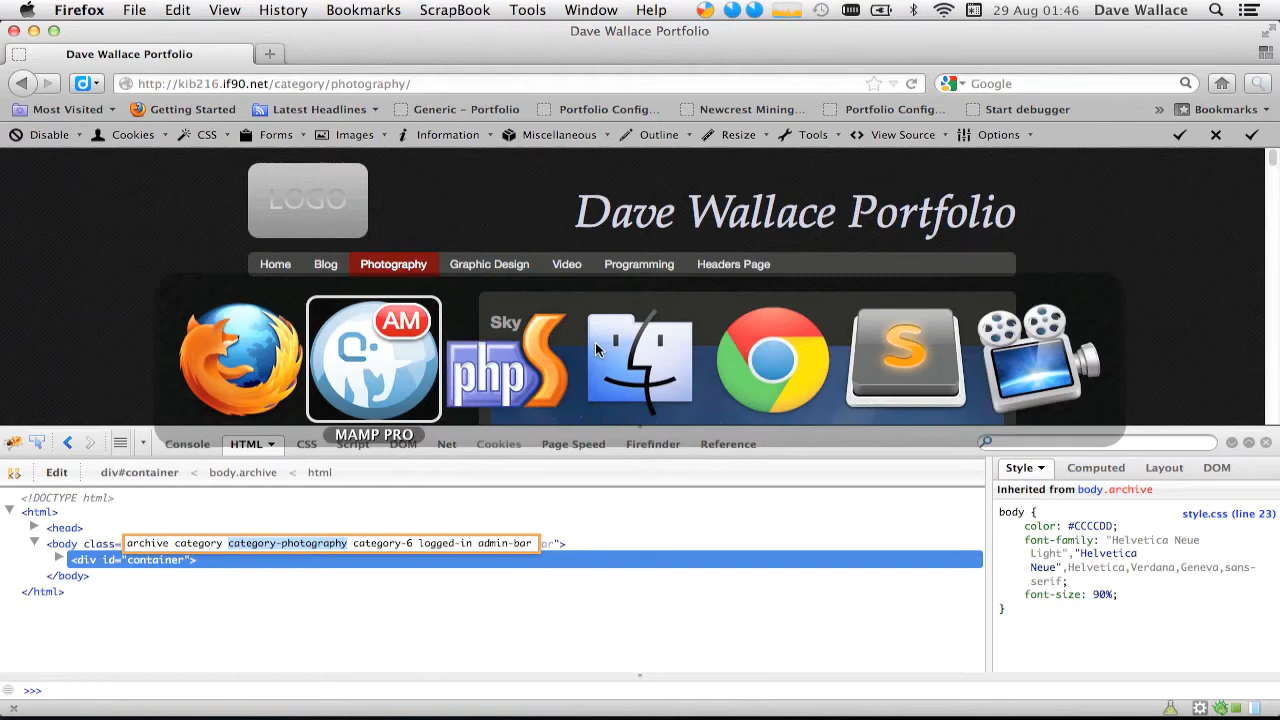 Firefox File Edit View History Bookmarks ScrapBook Tools Window Help 29 Aug 01:46 Dave Wallace
Dave Wallace Portfolio
Dave Wallace Portfolio
http://kib216.if90.net/category/photography/ Google
Most Visited Getting Started Latest Headlines Generic – Portfolio Portfolio Config... Newcrest Mining... Portfolio Config... Start debugger » Bookmarks
Disable Cookies CSS Forms Images Information Miscellaneous Outline Resize Tools View Source Options
LOGO
Dave Wallace Portfolio
Home Blog Photography Graphic Design Video Programming Headers Page
Sky
AM
php
S
MAMP PRO
Console HTML CSS Script DOM Net Cookies Page Speed Firefinder Reference
Edit div#container < body.archive < html
Style Computed Layout DOM
Inherited from body.archive
<!DOCTYPE html>
<html>
<head>
<body class= archive category category-photography category-6 logged-in admin-bar ar">
<div id="container">
</body>
</html>
body { style.css (line 23)
color: #CCCCDD;
font-family: "Helvetica Neue
Light","Helvetica
Neue",Helvetica,Verdana,Geneva,sans-
serif;
font-size: 90%;
}
>>>